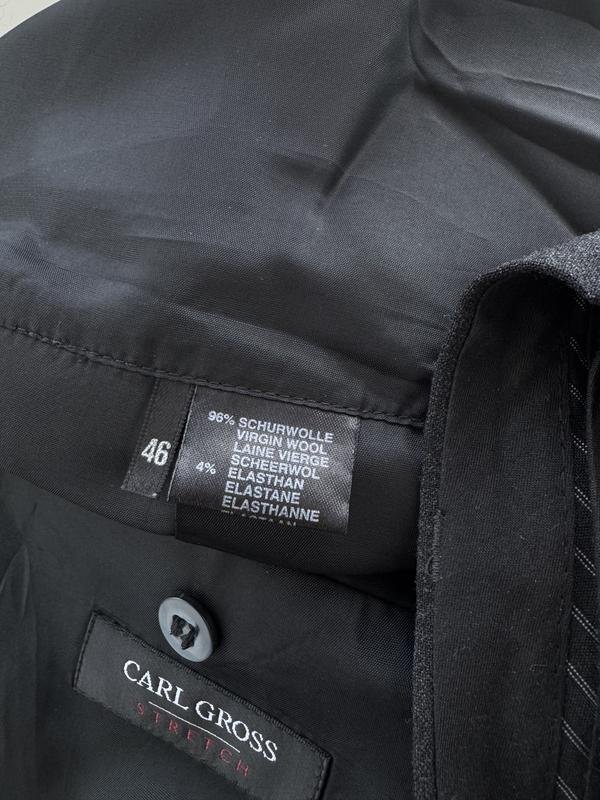 46
96% SCHURWOLLE
VIRGIN WOOL
LAINE VIERGE
SCHEERWOL
4% ELASTHAN
ELASTANE
ELASTHANNE
CARL GROSS
STRETCH